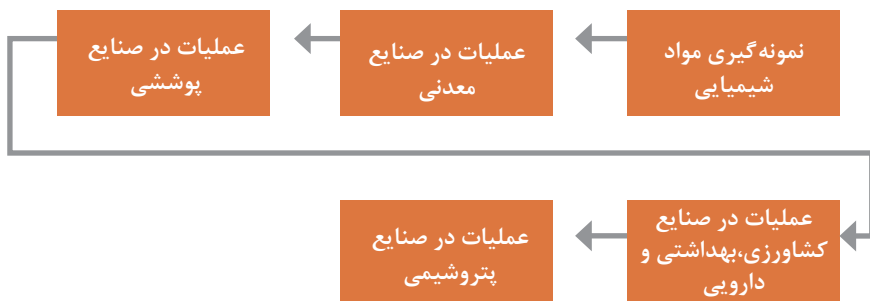 نمونه‌گیری مواد
شیمیایی
عملیات در صنایع
معدنی
عملیات در صنایع
پوششی
عملیات در صنایع
کشاورزی،بهداشتی و
دارویی
عملیات در صنایع
پتروشیمی